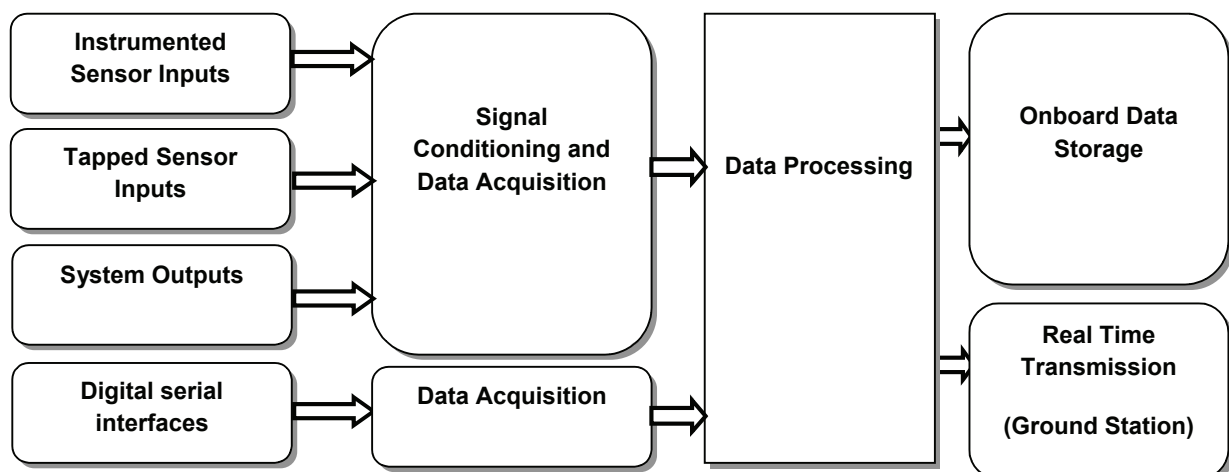 Instrumented
Sensor Inputs
Tapped Sensor
Inputs
System Outputs
Digital serial
interfaces
Signal
Conditioning and
Data Acquisition
Data Acquisition
Data Processing
Onboard Data
Storage
Real Time
Transmission
(Ground Station)